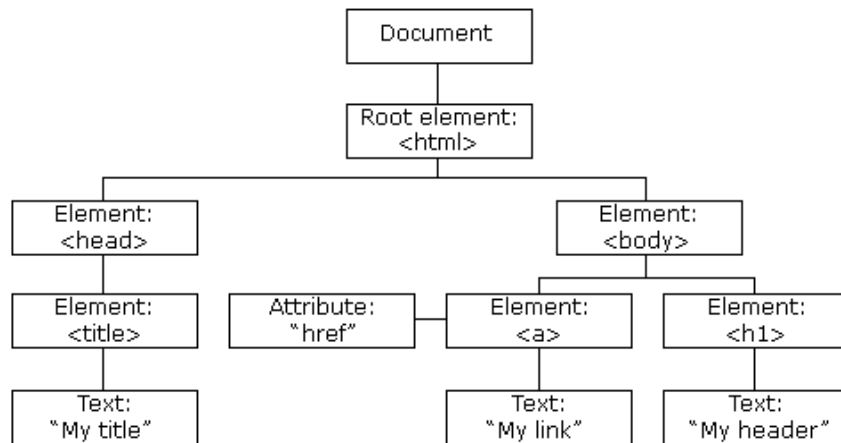 Document
Root element:
<html>
Element:
<head>
Element:
<body>
Element:
<title>
Attribute:
“href”
Element:
<a>
Element:
<h1>
Text:
“My title”
Text:
“My link”
Text:
“My header”